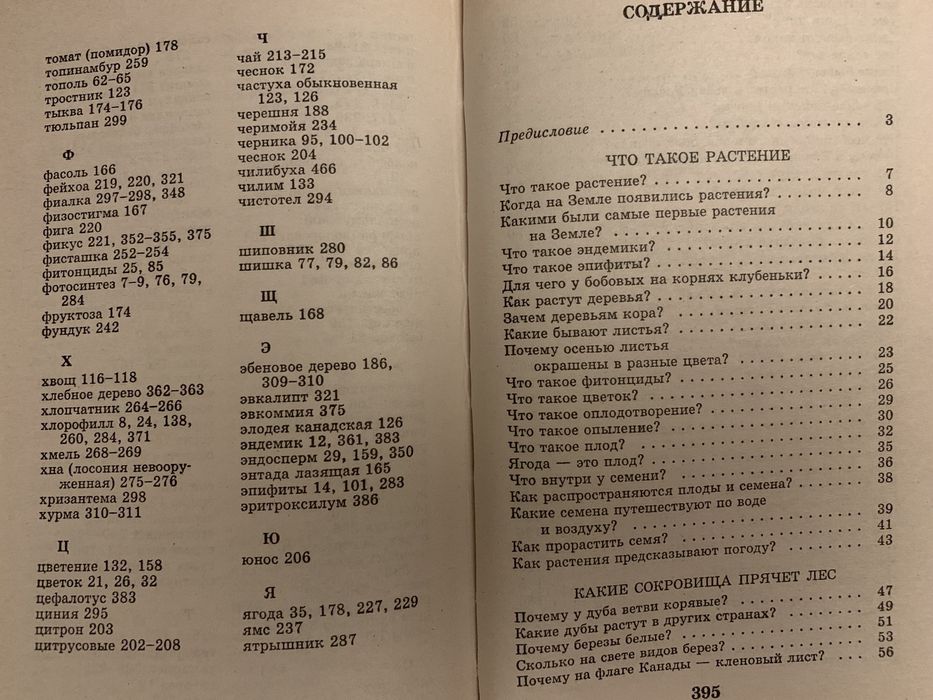 томат (помидор) 178
топинамбур 259
тополь 62–65
тростник 123
тыква 174–176
тюльпан 299
Ф
фасоль 166
фейхоа 219, 220, 321
фиалка 297–298, 348
физостигма 167
фига 220
фикус 221, 352–355, 375
фисташка 252–254
фитонциды 25, 85
фотосинтез 7–9, 76, 79,
284
фруктоза 174
фундук 242
Х
хвощ 116–118
хлебное дерево 362–363
хлопчатник 264–266
хлорофилл 8, 24, 138,
260, 284, 371
хмель 268–269
хна (лосония невоору-
женная) 275–276
хризантема 298
хурма 310–311
Ц
цветение 132, 158
цветок 21, 26, 32
цефалотус 383
циния 295
цитрон 203
цитрусовые 202–208
Ч
чай 213–215
чеснок 172
частуха обыкновенная
123, 126
черешня 188
черимойя 234
черника 95, 100–102
чеснок 204
чилибуха 466
чилим 133
чистотел 294
Ш
шиповник 280
шишка 77, 79, 82, 86
Щ
щавель 168
Э
эбеновое дерево 186,
309–310
эвкалипт 321
эвкоммия 375
элодея канадская 126
эндемик 12, 361, 383
эндосперм 29, 159, 350
энтада лазящая 165
эпифиты 14, 101, 283
эритроксилум 386
Ю
юнос 206
Я
ягода 35, 178, 227, 229
ямс 237
ятрышник 287
СОДЕРЖАНИЕ
Предисловие . . . . . . . . . . . . . . . . . . . . . . . . 3
ЧТО ТАКОЕ РАСТЕНИЕ
Что такое растение? . . . . . . . . . . . . . . . . . . 7
Когда на Земле появились растения? . . . . . . . 8
Какими были самые первые растения
на Земле? . . . . . . . . . . . . . . . . . . . . . . 10
Что такое эндемики? . . . . . . . . . . . . . . . . . 12
Что такое эпифиты? . . . . . . . . . . . . . . . . . 14
Для чего у бобовых на корнях клубеньки? . . . . 16
Как растут деревья? . . . . . . . . . . . . . . . . . 18
Зачем деревьям кора? . . . . . . . . . . . . . . . . 20
Какие бывают листья? . . . . . . . . . . . . . . . . 22
Почему осенью листья
окрашены в разные цвета? . . . . . . . . . . . 23
Что такое фитонциды? . . . . . . . . . . . . . . . . 25
Что такое цветок? . . . . . . . . . . . . . . . . . . 26
Что такое оплодотворение? . . . . . . . . . . . . . 29
Что такое опыление? . . . . . . . . . . . . . . . . . 30
Что такое плод? . . . . . . . . . . . . . . . . . . . 32
Ягода — это плод? . . . . . . . . . . . . . . . . . . 35
Что внутри у семени? . . . . . . . . . . . . . . . . 36
Как распространяются плоды и семена? . . . . . . 38
Какие семена путешествуют по воде
и воздуху? . . . . . . . . . . . . . . . . . . . . . 39
Как прорастить семя? . . . . . . . . . . . . . . . . 41
Как растения предсказывают погоду? . . . . . . . 43
КАКИЕ СОКРОВИЩА ПРЯЧЕТ ЛЕС
Почему у дуба ветви корявые? . . . . . . . . . . . 47
Какие дубы растут в других странах? . . . . . . . 49
Почему березы белые? . . . . . . . . . . . . . . . . 51
Сколько на свете видов берез? . . . . . . . . . . . 53
Почему на флаге Канады — кленовый лист? . . . 56
395